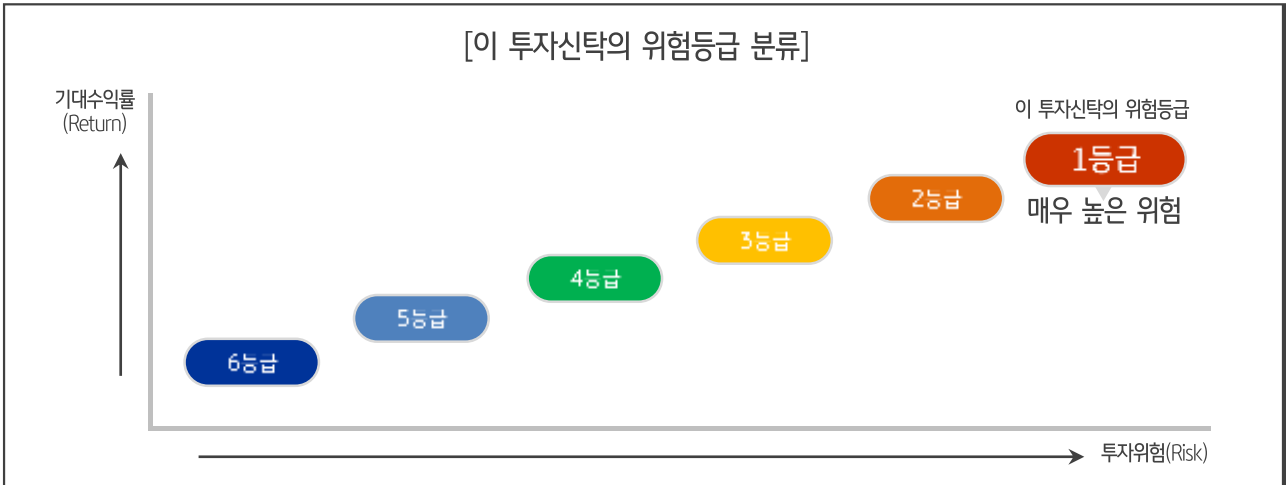 [이 투자신탁의 위험등급 분류]
기대수익률
(Return)
이 투자신탁의 위험등급
1등급
매우 높은 위험
2등급
3등급
4등급
5등급
6등급
투자위험(Risk)